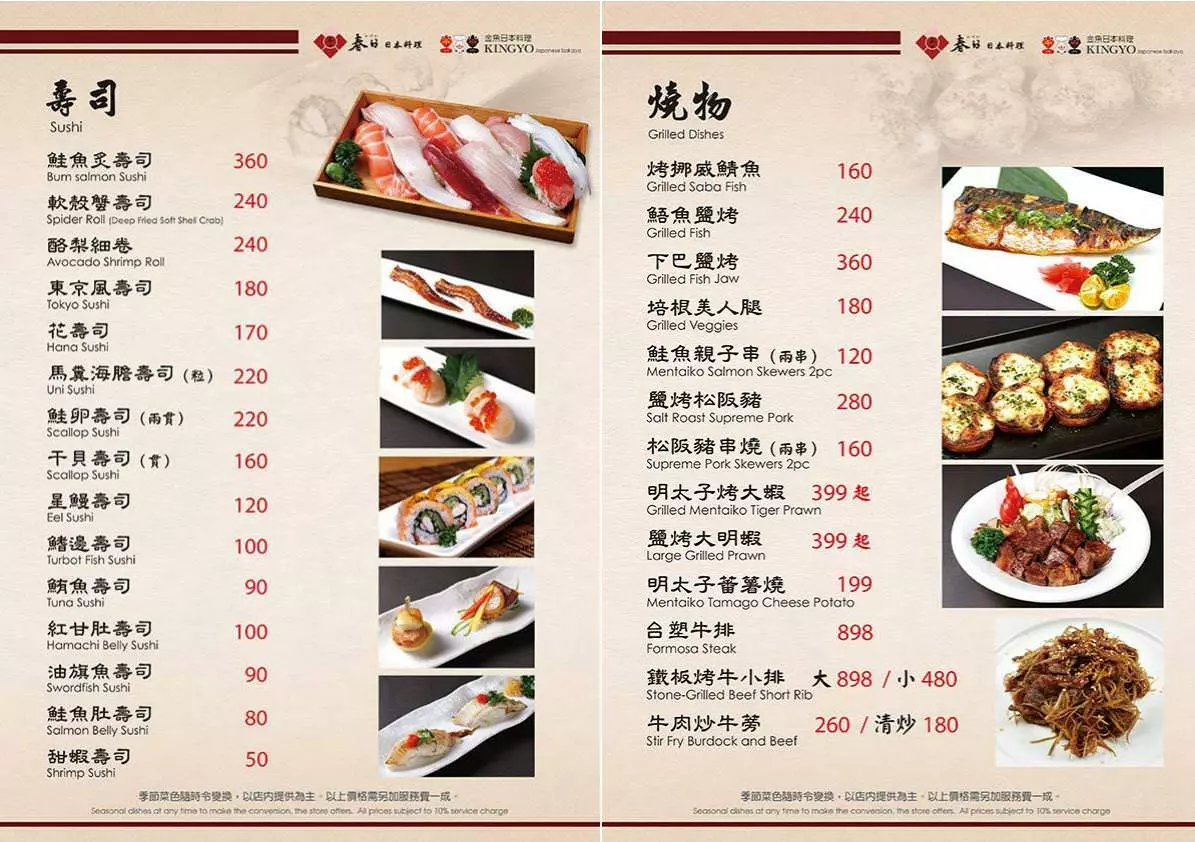 春日 日本料理
金魚日本料理
KINGYO Japanese Izakaya
壽司
Sushi
鮭魚炙壽司 360
Burn salmon Sushi
軟殼蟹壽司 240
Spider Roll (Deep Fried Soft Shell Crab)
酪梨細卷 240
Avocado Shrimp Roll
東京風壽司 180
Tokyo Sushi
花壽司 170
Hana Sushi
馬糞海膽壽司(粒) 220
Uni Sushi
鮭卵壽司(兩貫) 220
Scallop Sushi
干貝壽司(貫) 160
Scallop Sushi
星鰻壽司 120
Eel Sushi
鰭邊壽司 100
Turbot Fish Sushi
鮪魚壽司 90
Tuna Sushi
紅甘肚壽司 100
Hamachi Belly Sushi
油旗魚壽司 90
Swordfish Sushi
鮭魚肚壽司 80
Salmon Belly Sushi
甜蝦壽司 50
Shrimp Sushi
季節菜色隨時令變換，以店內提供為主。以上價格需另加服務費一成。
Seasonal dishes at any time to make the conversion, the store offers. All prices subject to 10% service charge
春日 日本料理
金魚日本料理
KINGYO Japanese Izakaya
燒物
Grilled Dishes
烤挪威鯖魚 160
Grilled Saba Fish
鯃魚鹽烤 240
Grilled Fish
下巴鹽烤 360
Grilled Fish Jaw
培根美人腿 180
Grilled Veggies
鮭魚親子串(兩串) 120
Mentaiko Salmon Skewers 2pc
鹽烤松阪豬 280
Salt Roast Supreme Pork
松阪豬串燒(兩串) 160
Supreme Pork Skewers 2pc
明太子烤大蝦 399 起
Grilled Mentaiko Tiger Prawn
鹽烤大明蝦 399 起
Large Grilled Prawn
明太子蕃薯燒 199
Mentaiko Tamago Cheese Potato
台塑牛排 898
Formosa Steak
鐵板烤牛小排 大 898 / 小 480
Stone-Grilled Beef Short Rib
牛肉炒牛蒡 260 / 清炒 180
Stir Fry Burdock and Beef
季節菜色隨時令變換，以店內提供為主。以上價格需另加服務費一成。
Seasonal dishes at any time to make the conversion, the store offers. All prices subject to 10% service charge